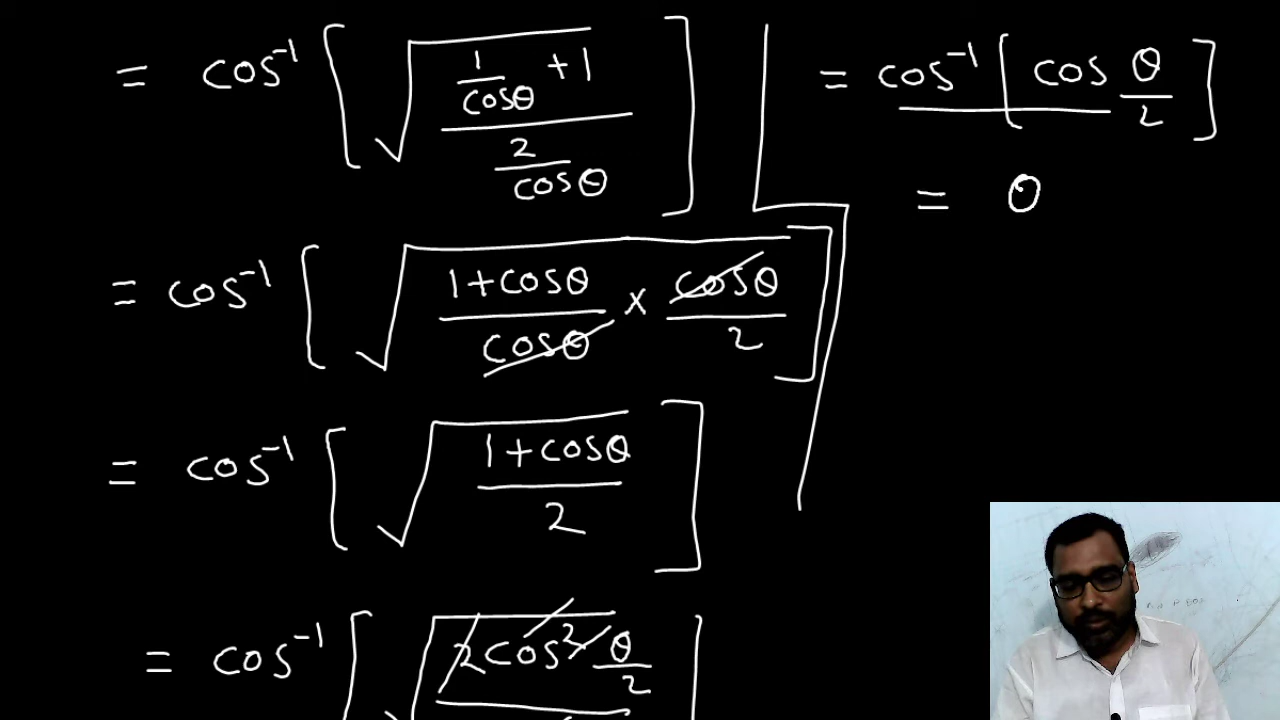 = cos⁻¹ [ √( (1/cosθ + 1) / (2/cosθ) ) ]
= cos⁻¹ [ √( (1+cosθ)/cosθ × cosθ/2 ) ]
= cos⁻¹ [ √( (1+cosθ)/2 ) ]
= cos⁻¹ [ √( 2cos² θ/2
= cos⁻¹ [ cos θ/2 ]
= θ